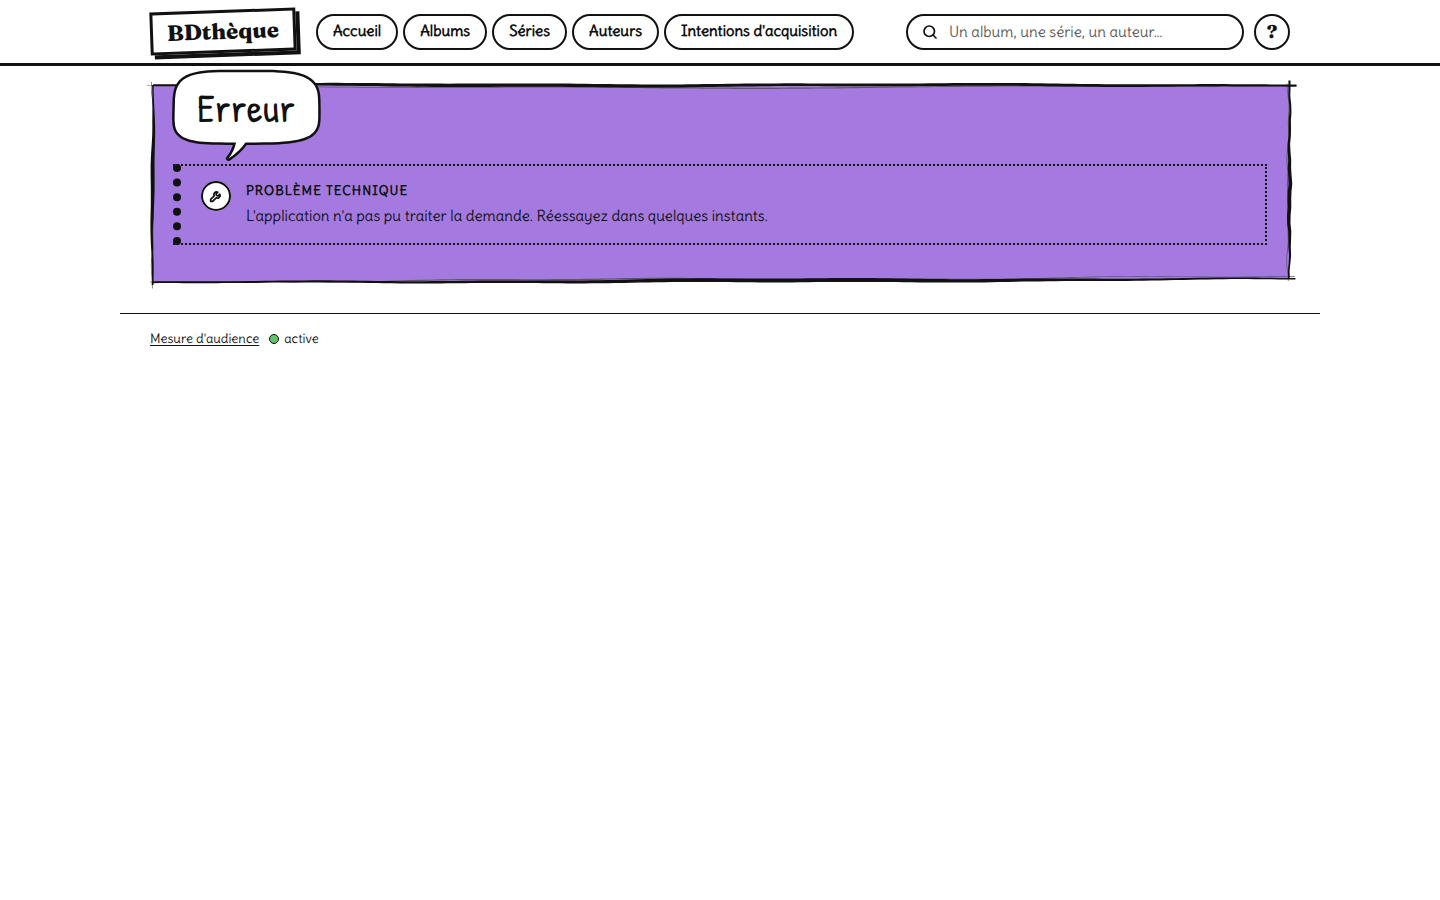 BDthèque
Accueil
Albums
Séries
Auteurs
Intentions d'acquisition
Un album, une série, un auteur...
?
Erreur
PROBLÈME TECHNIQUE
L'application n'a pas pu traiter la demande. Réessayez dans quelques instants.
Mesure d'audience
active